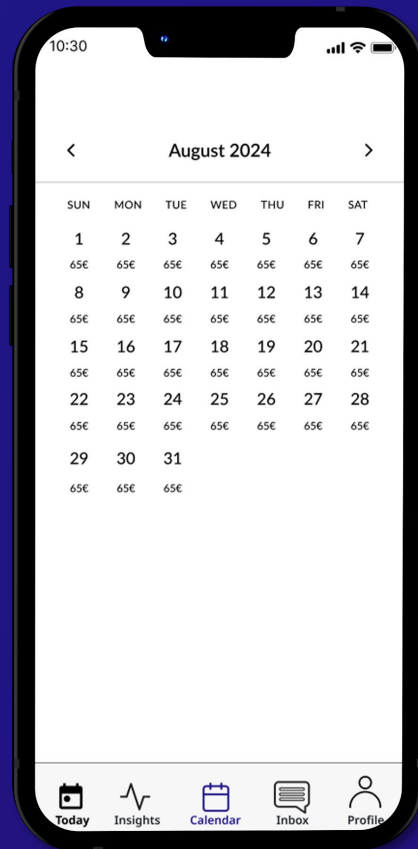 10:30
August 2024
SUN MON TUE WED THU FRI SAT
1 2 3 4 5 6 7
65€ 65€ 65€ 65€ 65€ 65€ 65€
8 9 10 11 12 13 14
65€ 65€ 65€ 65€ 65€ 65€ 65€
15 16 17 18 19 20 21
65€ 65€ 65€ 65€ 65€ 65€ 65€
22 23 24 25 26 27 28
65€ 65€ 65€ 65€ 65€ 65€ 65€
29 30 31
65€ 65€ 65€
Today Insights Calendar Inbox Profile